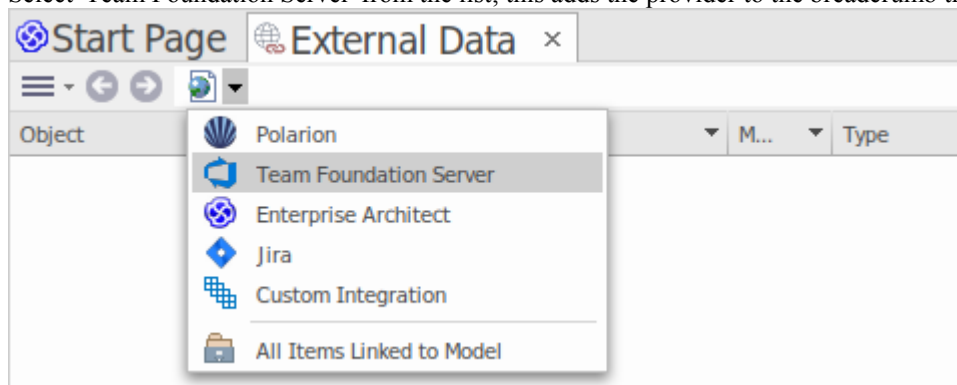 Select 'Team Foundation Server' from the list; this adds the provider to the breadcrumb
Start Page External Data ×
Object M... Type
Polarion
Team Foundation Server
Enterprise Architect
Jira
Custom Integration
All Items Linked to Model